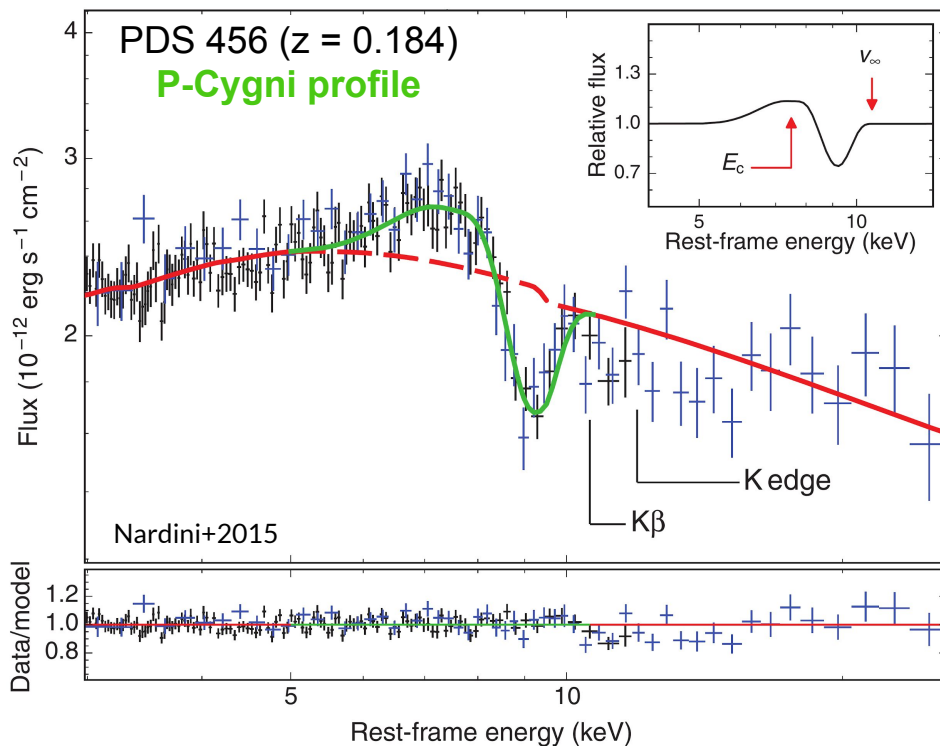 PDS 456 (z = 0.184)
P-Cygni profile
4
3
2
Flux (10⁻¹² erg s⁻¹ cm⁻²)
1.3
1.0
0.7
Relative flux
E_c
v_∞
5
10
Rest-frame energy (keV)
K edge
Kβ
Nardini+2015
1.2
1.0
0.8
Data/model
5
10
Rest-frame energy (keV)